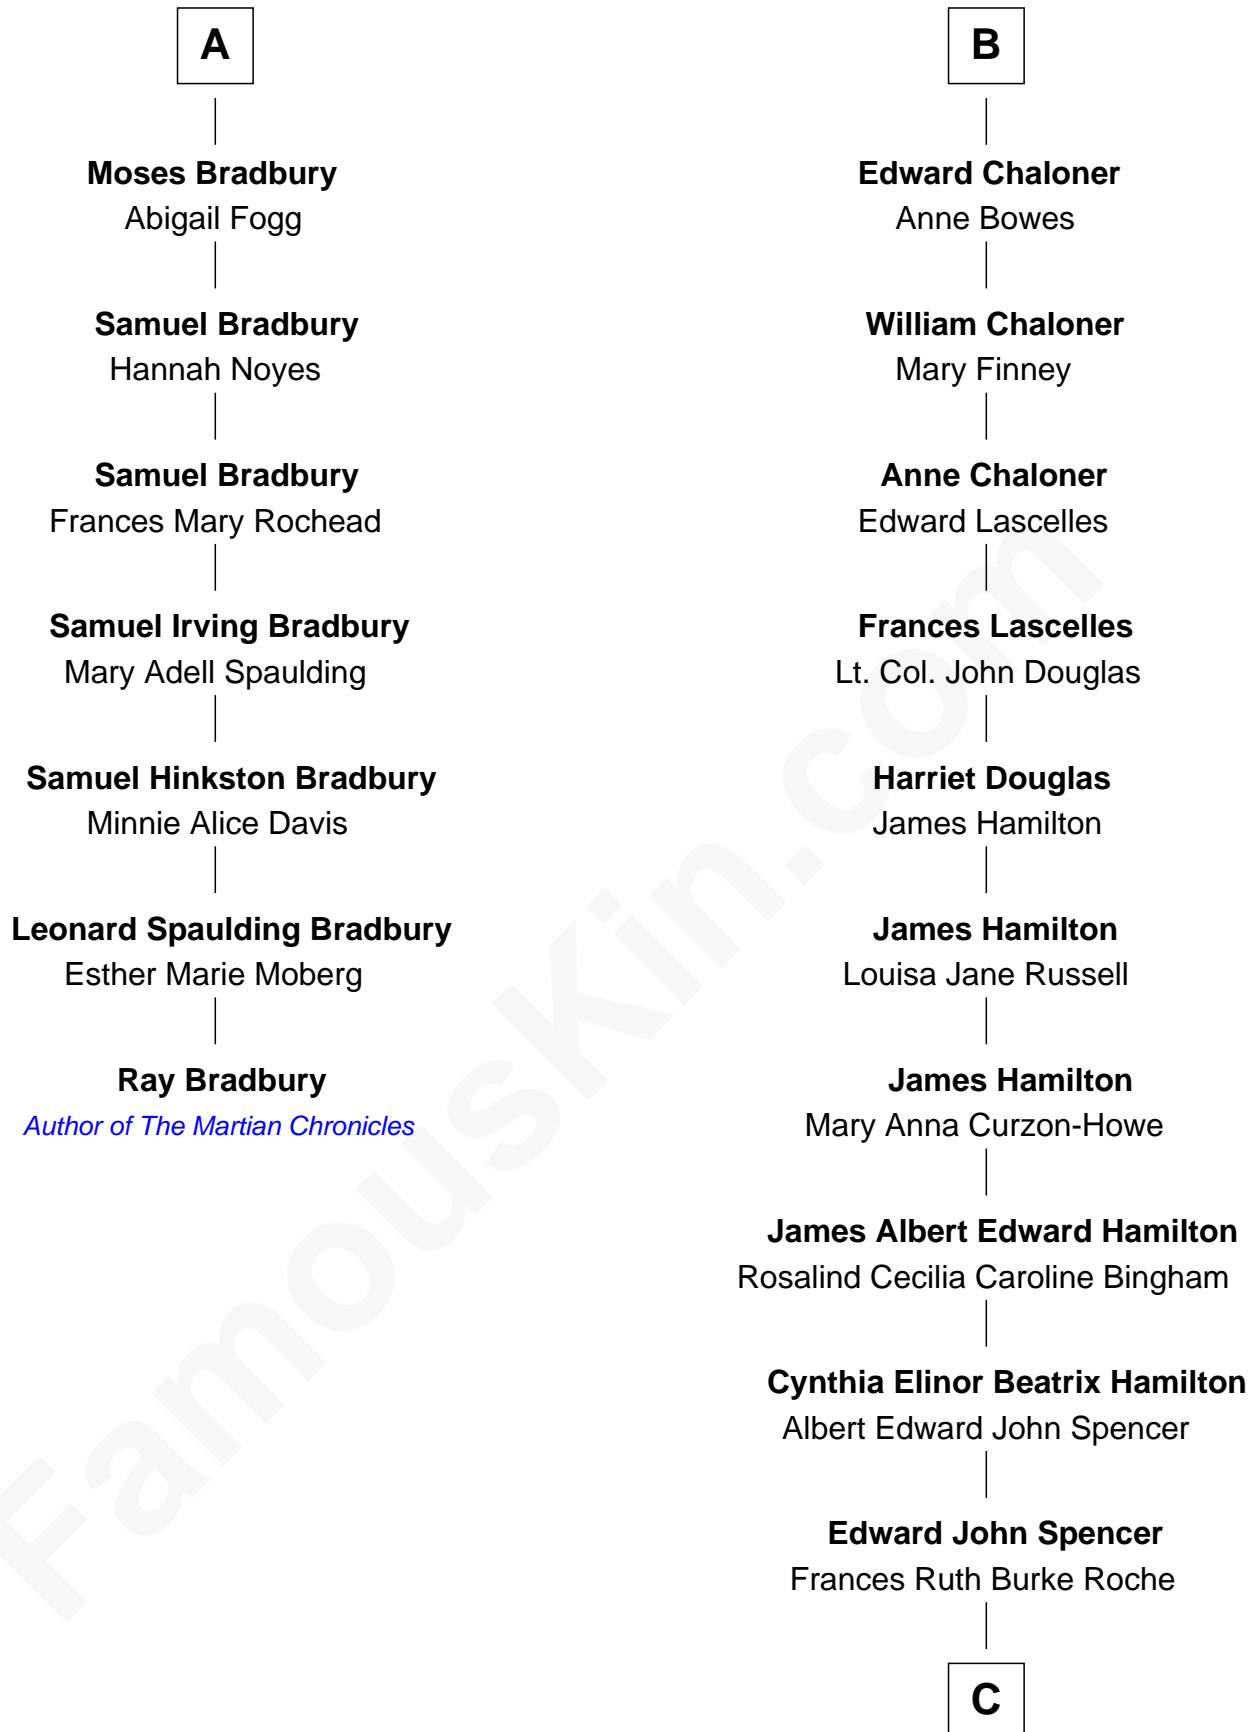 A
Moses Bradbury
Abigail Fogg
Samuel Bradbury
Hannah Noyes
Samuel Bradbury
Frances Mary Rochead
Samuel Irving Bradbury
Mary Adell Spaulding
Samuel Hinkston Bradbury
Minnie Alice Davis
Leonard Spaulding Bradbury
Esther Marie Moberg
Ray Bradbury
Author of The Martian Chronicles
B
Edward Chaloner
Anne Bowes
William Chaloner
Mary Finney
Anne Chaloner
Edward Lascelles
Frances Lascelles
Lt. Col. John Douglas
Harriet Douglas
James Hamilton
James Hamilton
Louisa Jane Russell
James Hamilton
Mary Anna Curzon-Howe
James Albert Edward Hamilton
Rosalind Cecilia Caroline Bingham
Cynthia Elinor Beatrix Hamilton
Albert Edward John Spencer
Edward John Spencer
Frances Ruth Burke Roche
C
FamousKin.com